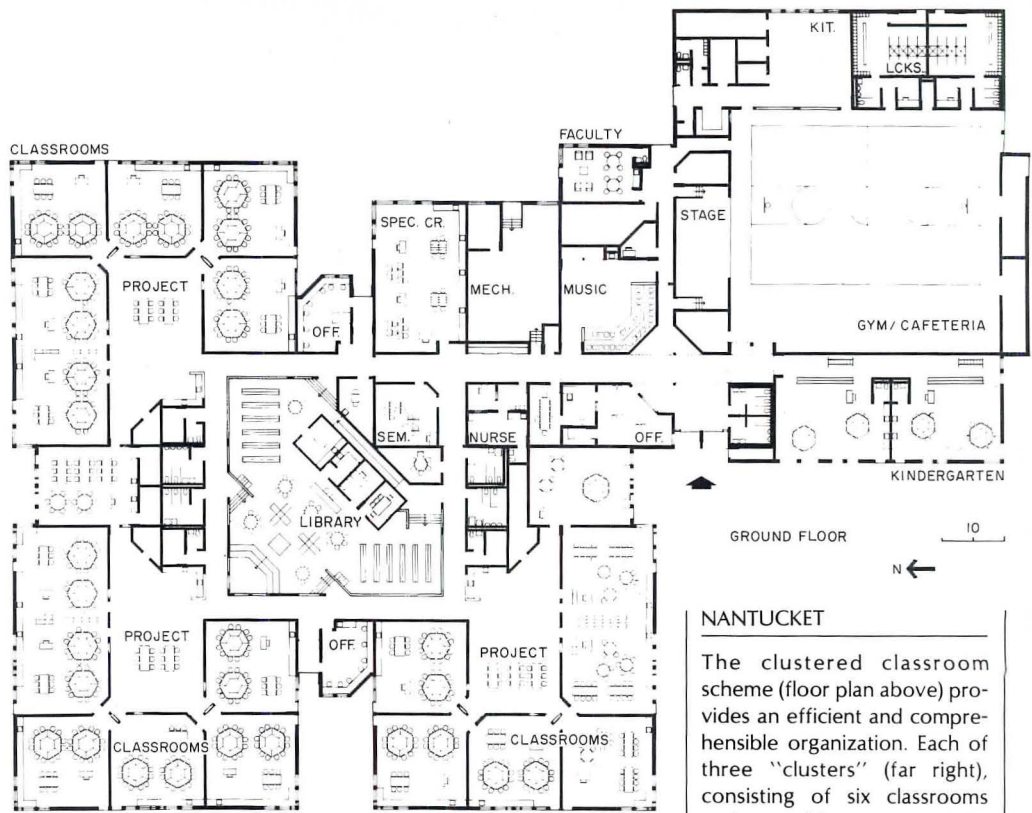 KIT.
LCKS.
FACULTY
CLASSROOMS
SPEC. CR.
STAGE
PROJECT
MECH.
MUSIC
OFF.
GYM/CAFETERIA
SEM.
NURSE
OFF.
KINDERGARTEN
LIBRARY
GROUND FLOOR
10
N
PROJECT
OFF.
PROJECT
CLASSROOMS
CLASSROOMS
NANTUCKET
The clustered classroom
scheme (floor plan above) pro-
vides an efficient and compre-
hensible organization. Each of
three "clusters" (far right),
consisting of six classrooms